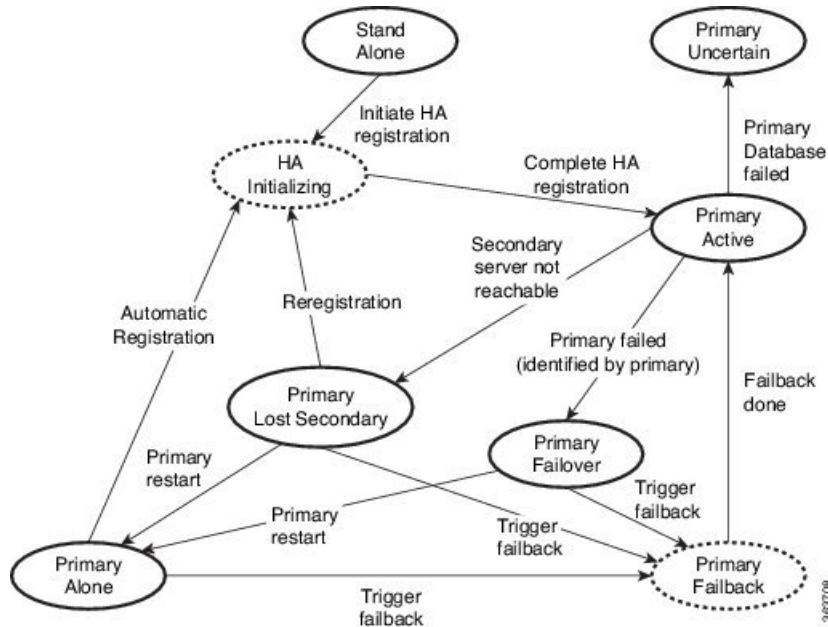 Stand
Alone
Primary
Uncertain
Initiate HA
registration
HA
Initializing
Complete HA
registration
Primary
Database
failed
Primary
Active
Secondary
server not
reachable
Automatic
Registration
Reregistration
Primary failed
(identified by primary)
Failback
done
Primary
Lost Secondary
Primary
Failover
Primary
restart
Primary
restart
Trigger
failback
Trigger
failback
Primary
Alone
Primary
Failback
Trigger
failback
362708